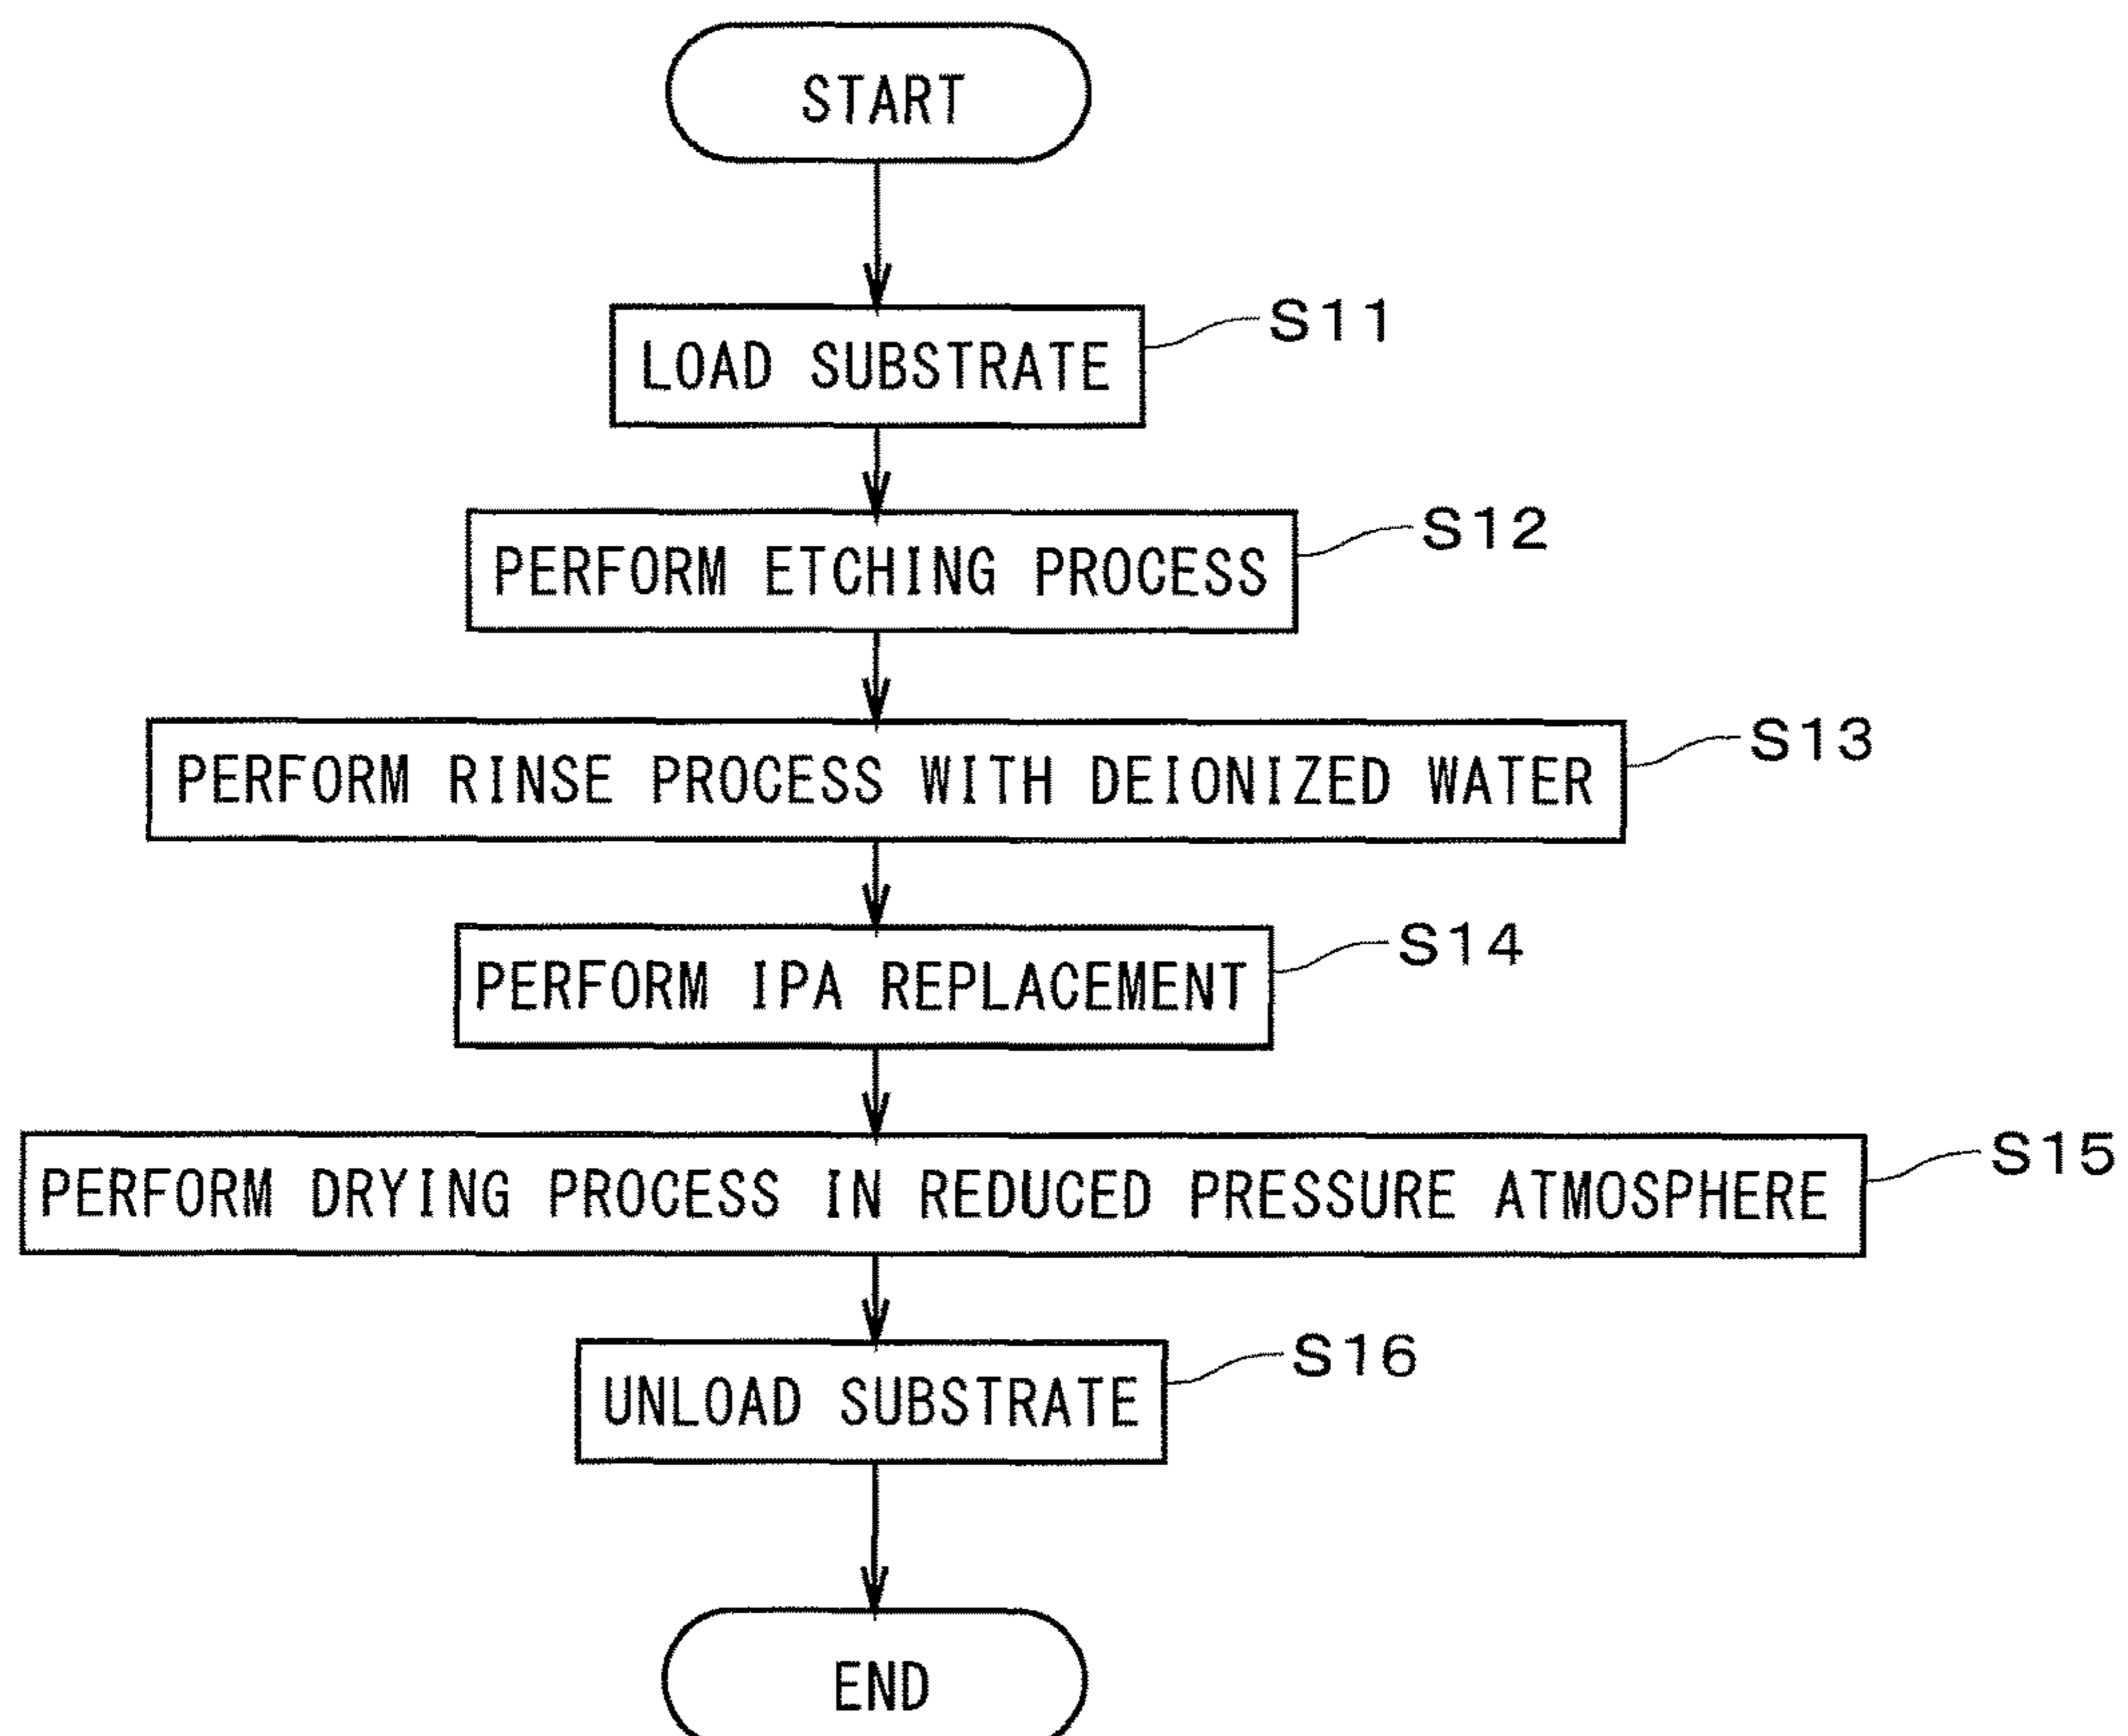 START
LOAD SUBSTRATE
S11
PERFORM ETCHING PROCESS
S12
PERFORM RINSE PROCESS WITH DEIONIZED WATER
S13
PERFORM IPA REPLACEMENT
S14
PERFORM DRYING PROCESS IN REDUCED PRESSURE ATMOSPHERE
S15
UNLOAD SUBSTRATE
S16
END